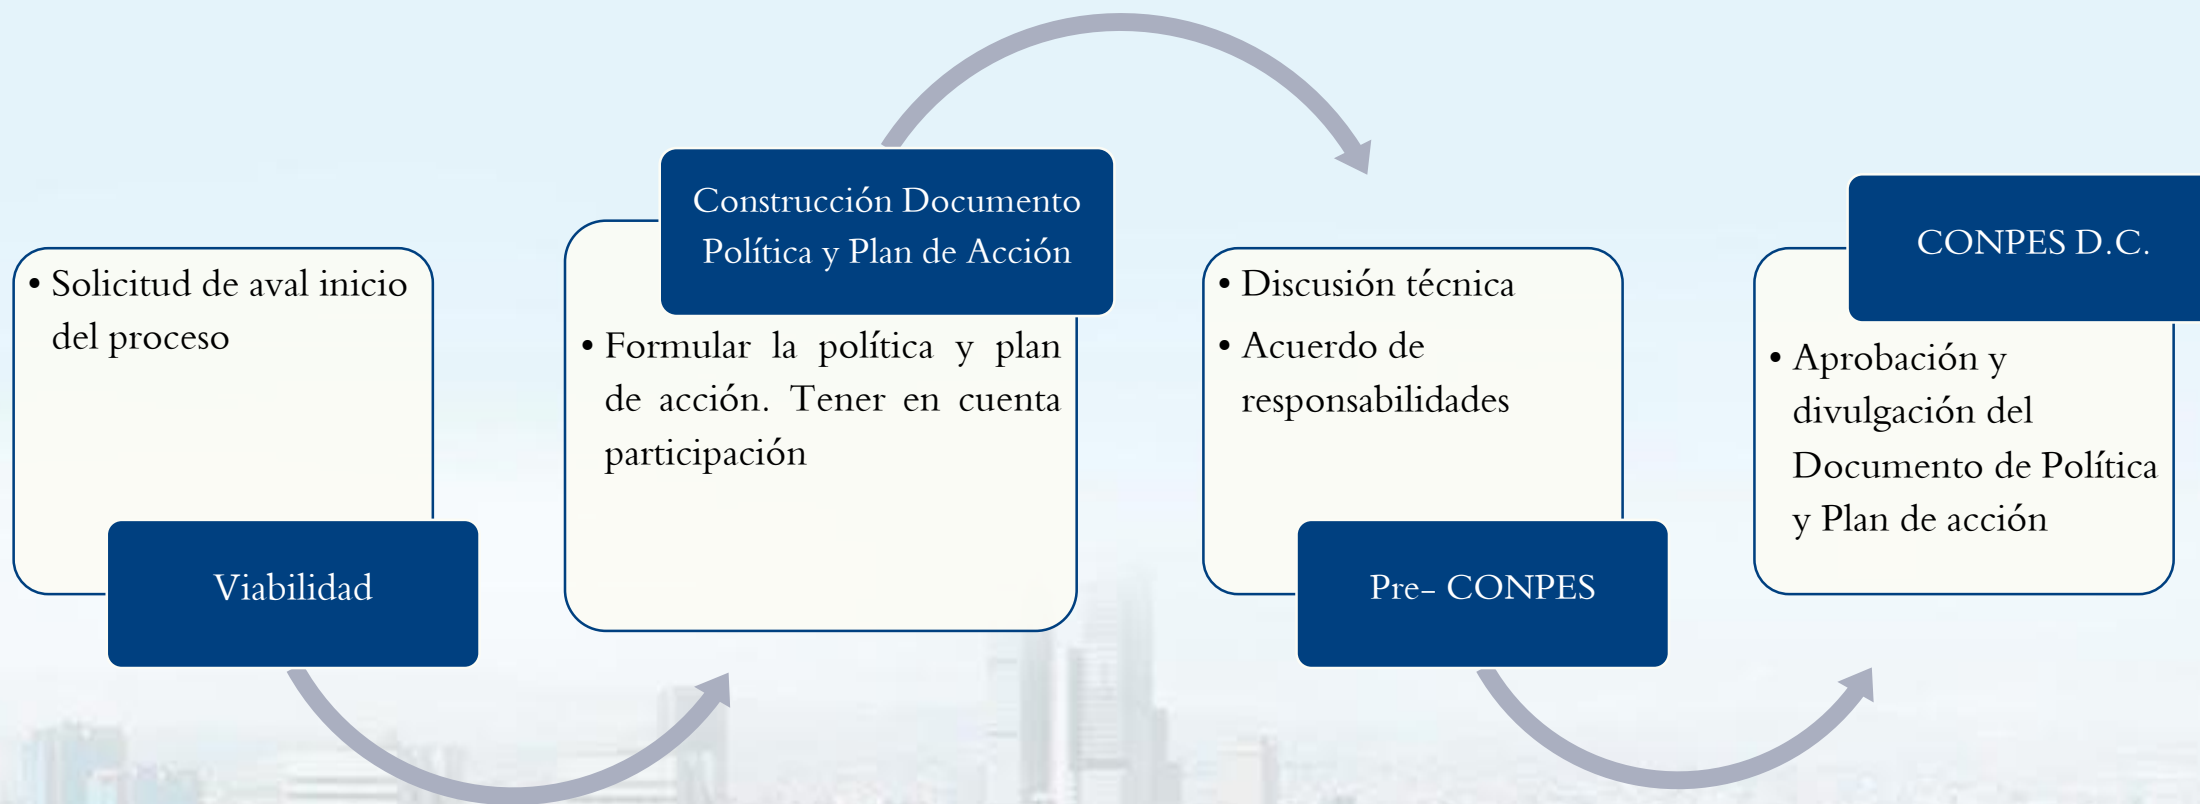 • Solicitud de aval inicio
del proceso
Viabilidad
Construcción Documento
Política y Plan de Acción
• Formular la política y plan
de acción. Tener en cuenta
participación
• Discusión técnica
• Acuerdo de
responsabilidades
Pre- CONPES
CONPES D.C.
• Aprobación y
divulgación del
Documento de Política
y Plan de acción